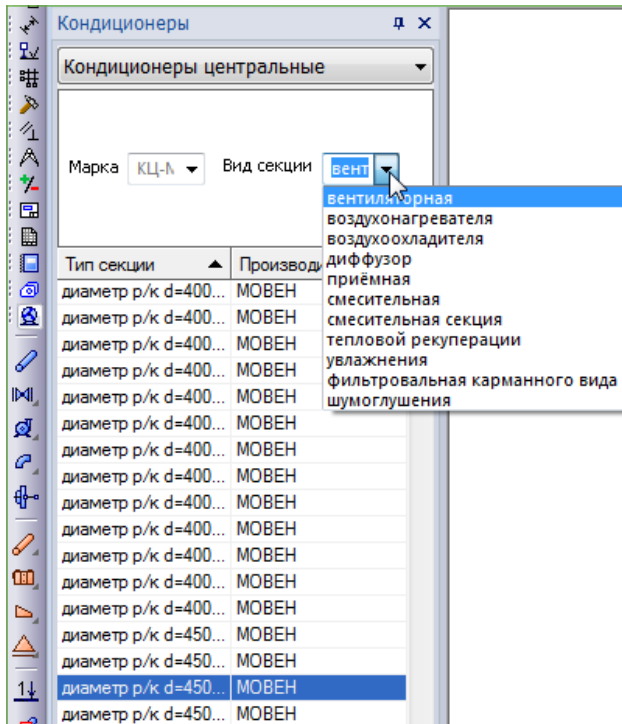 Кондиционеры
Кондиционеры центральные
Марка КЦ-М Вид секции вент
вентиляторная
воздухонагревателя
воздухоохладителя
диффузор
приёмная
смесительная
смесительная секция
тепловой рекуперации
увлажнения
фильтровальная карманного вида
шумоглушения
Тип секции Производи
диаметр р/к d=400... МОВЕН
диаметр р/к d=400... МОВЕН
диаметр р/к d=400... МОВЕН
диаметр р/к d=400... МОВЕН
диаметр р/к d=400... МОВЕН
диаметр р/к d=400... МОВЕН
диаметр р/к d=400... МОВЕН
диаметр р/к d=400... МОВЕН
диаметр р/к d=400... МОВЕН
диаметр р/к d=400... МОВЕН
диаметр р/к d=400... МОВЕН
диаметр р/к d=400... МОВЕН
диаметр р/к d=400... МОВЕН
диаметр р/к d=450... МОВЕН
диаметр р/к d=450... МОВЕН
диаметр р/к d=450... МОВЕН
диаметр р/к d=450... МОВЕН